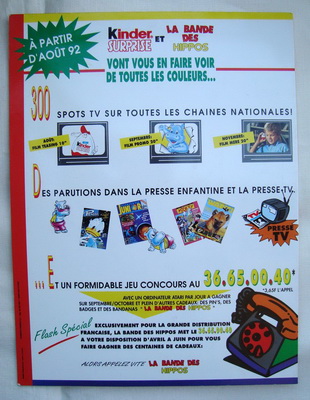 À PARTIR
D'AOÛT 92
Kinder SURPRISE ET LA BANDE DES HIPPOS
VONT VOUS EN FAIRE VOIR
DE TOUTES LES COULEURS...
300 SPOTS TV SUR TOUTES LES CHAINES NATIONALES!
AOÛT:
FILM TEASING
SEPTEMBRE:
FILM PROMO
NOVEMBRE:
FILM MERE
DES PARUTIONS DANS LA PRESSE ENFANTINE ET LA PRESSE TV.
PRESSE
TV
... ET UN FORMIDABLE JEU CONCOURS AU 36.65.00.40*
*3,65F L'APPEL
AVEC UN ORDINATEUR ATARI PAR JOUR A GAGNER
SUR SEPTEMBRE/OCTOBRE ET PLEIN D'AUTRES CADEAUX: DES PIN'S, DES
BADGES ET DES BANDANAS "LA BANDE DES HIPPOS"
Flash Spécial
EXCLUSIVEMENT POUR LA GRANDE DISTRIBUTION
FRANÇAISE, LA BANDE DES HIPPOS MET LE 36.65.00.40
A VOTRE DISPOSITION D'AVRIL A JUIN POUR VOUS
FAIRE GAGNER DES CENTAINES DE CADEAUX:
ALORS APPELEZ VITE LA BANDE DES HIPPOS